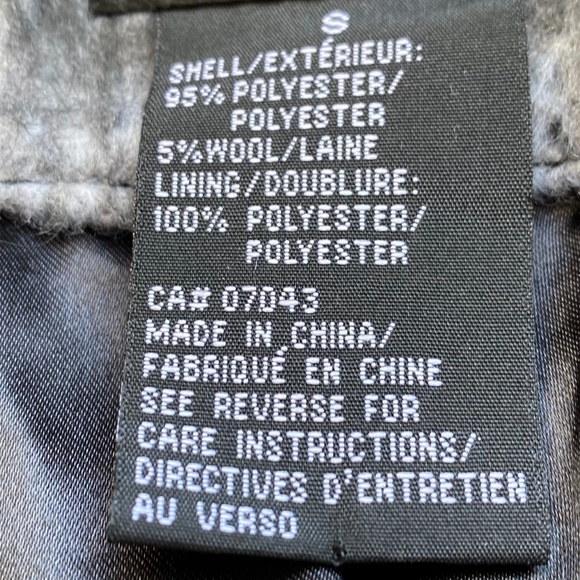 S
SHELL/EXTÉRIEUR:
95% POLYESTER/
POLYESTER
5% WOOL/LAINE
LINING/DOUBLURE:
100% POLYESTER/
POLYESTER
CA# 07043
MADE IN CHINA/
FABRIQUÉ EN CHINE
SEE REVERSE FOR
CARE INSTRUCTIONS/
DIRECTIVES D'ENTRETIEN
AU VERSO